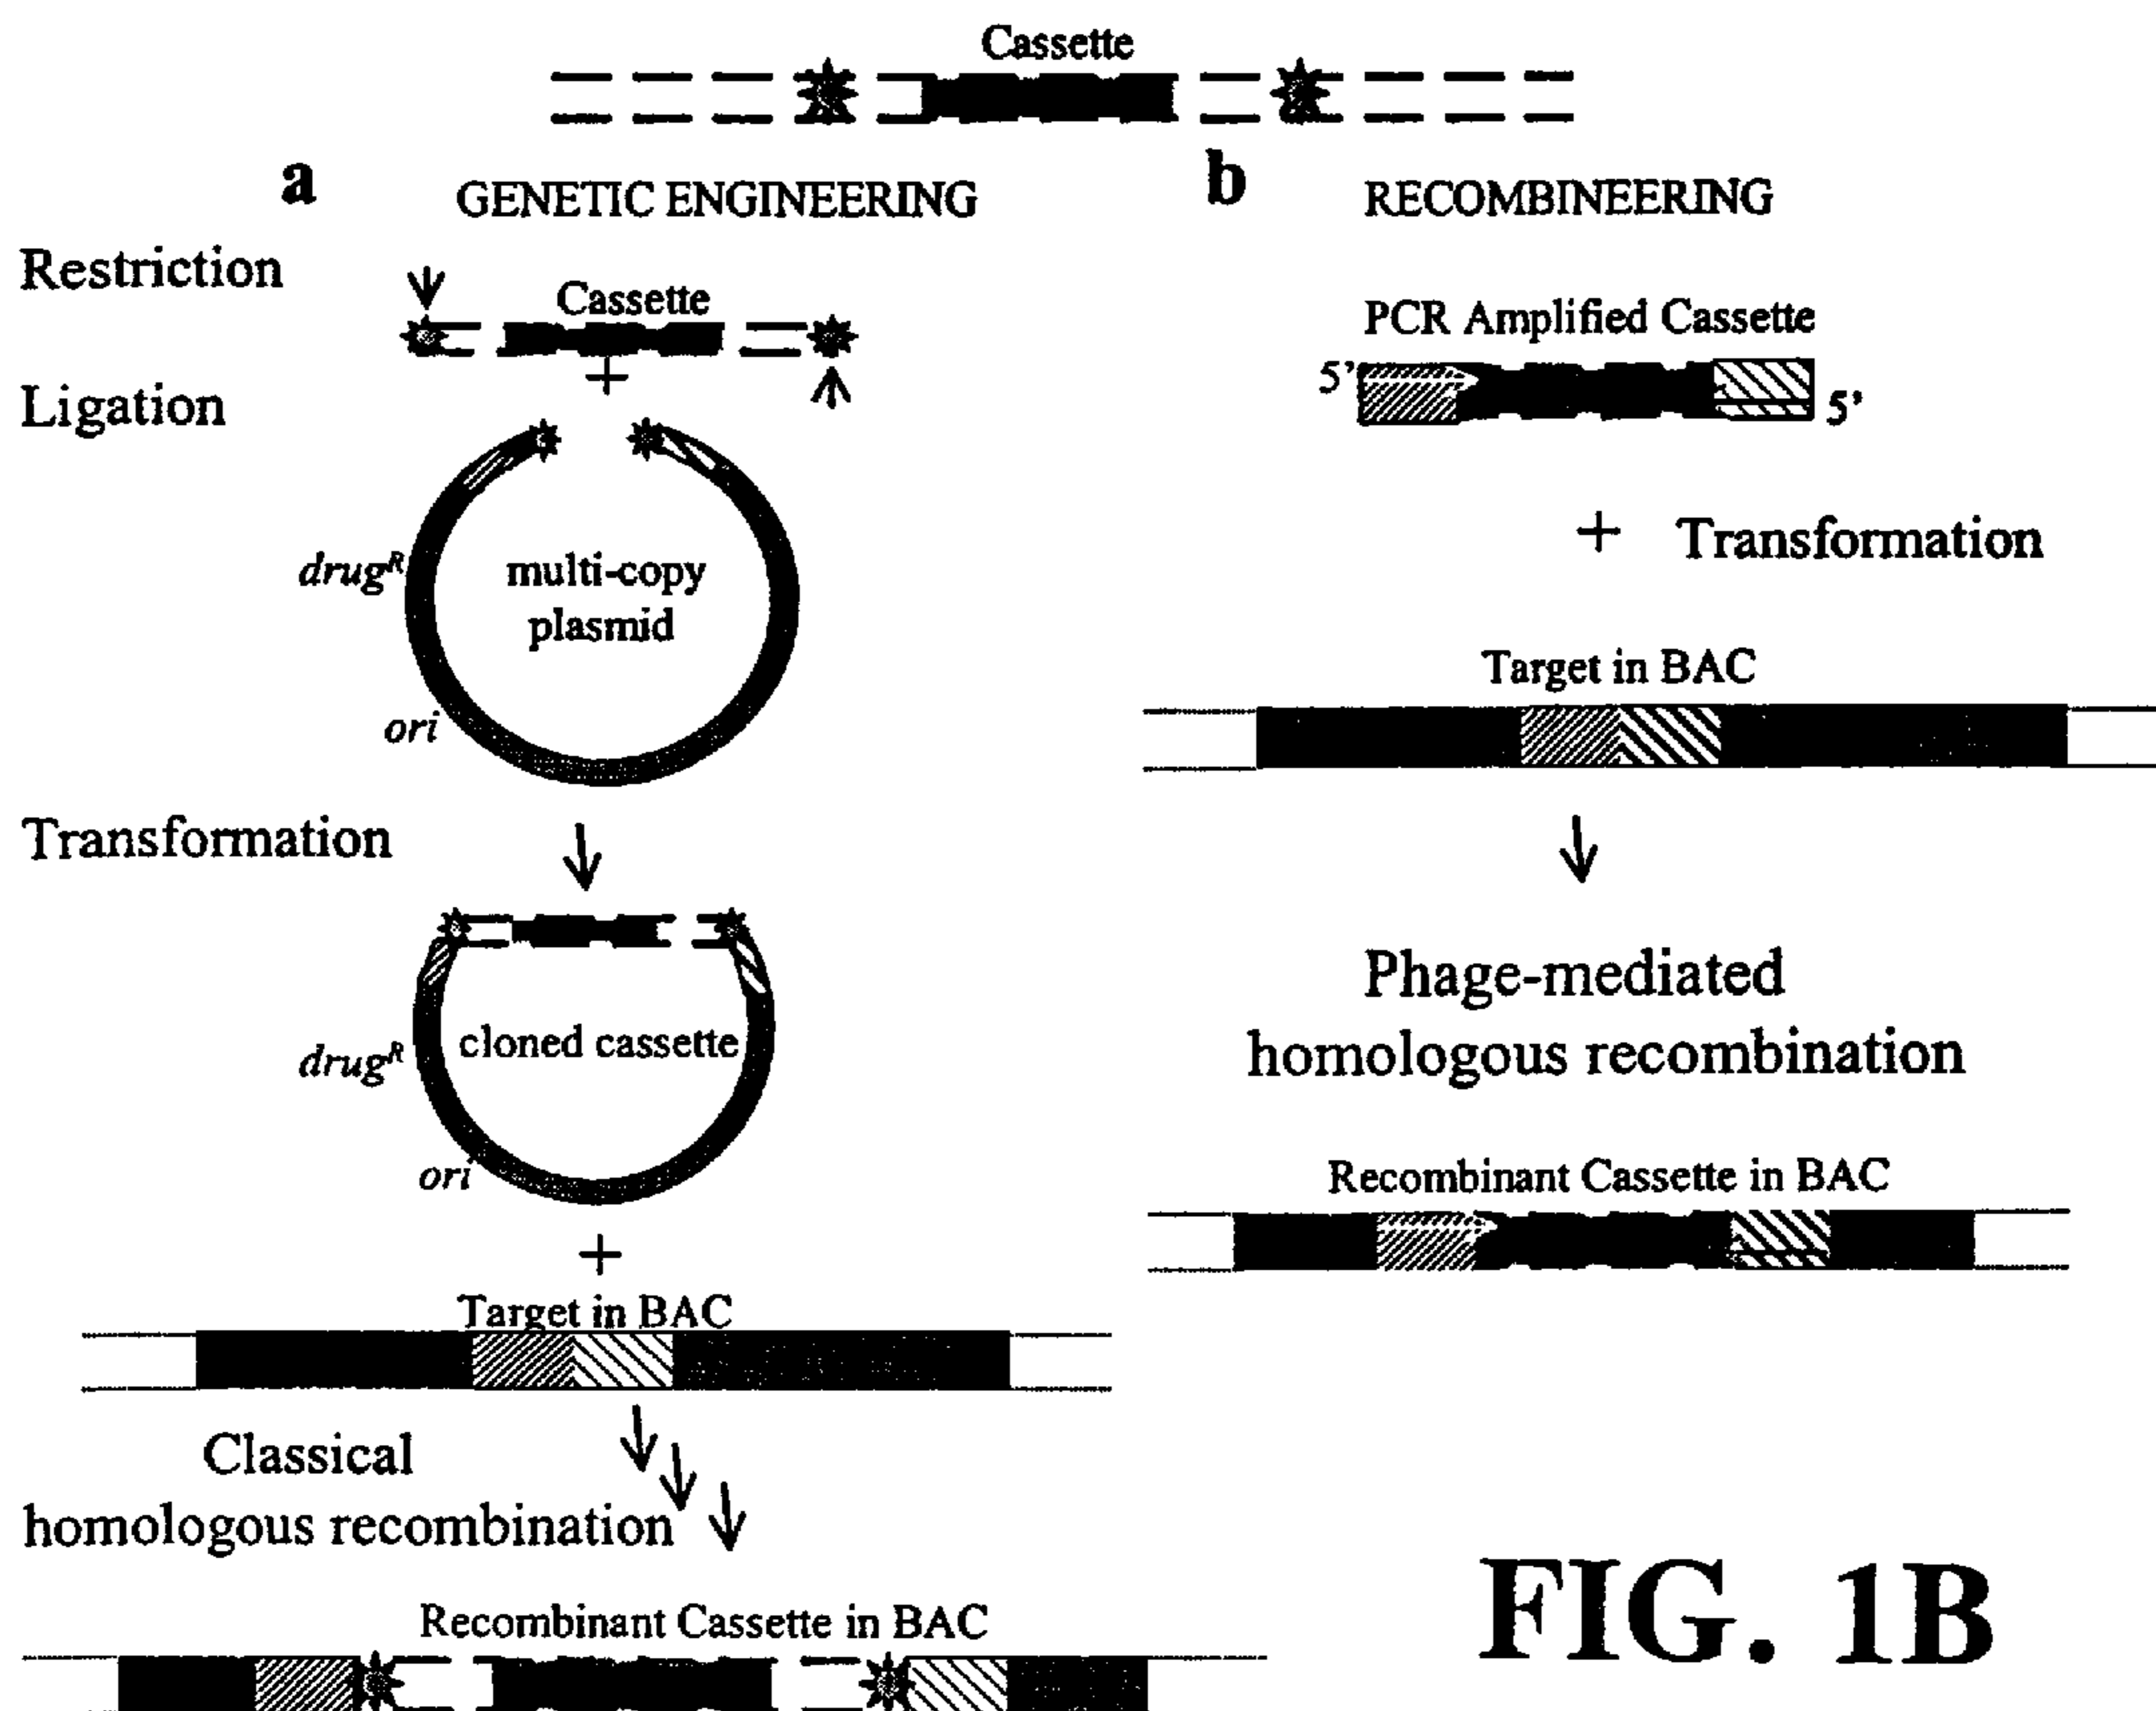 Cassette
a
GENETIC ENGINEERING
Restriction
Cassette
+
Ligation
drugR
multi-copy
plasmid
ori
Transformation
cloned cassette
drugR
ori
+
Target in BAC
Classical
homologous recombination
Recombinant Cassette in BAC
b
RECOMBINEERING
PCR Amplified Cassette
5'
5'
+ Transformation
Target in BAC
Phage-mediated
homologous recombination
Recombinant Cassette in BAC
FIG. 1B